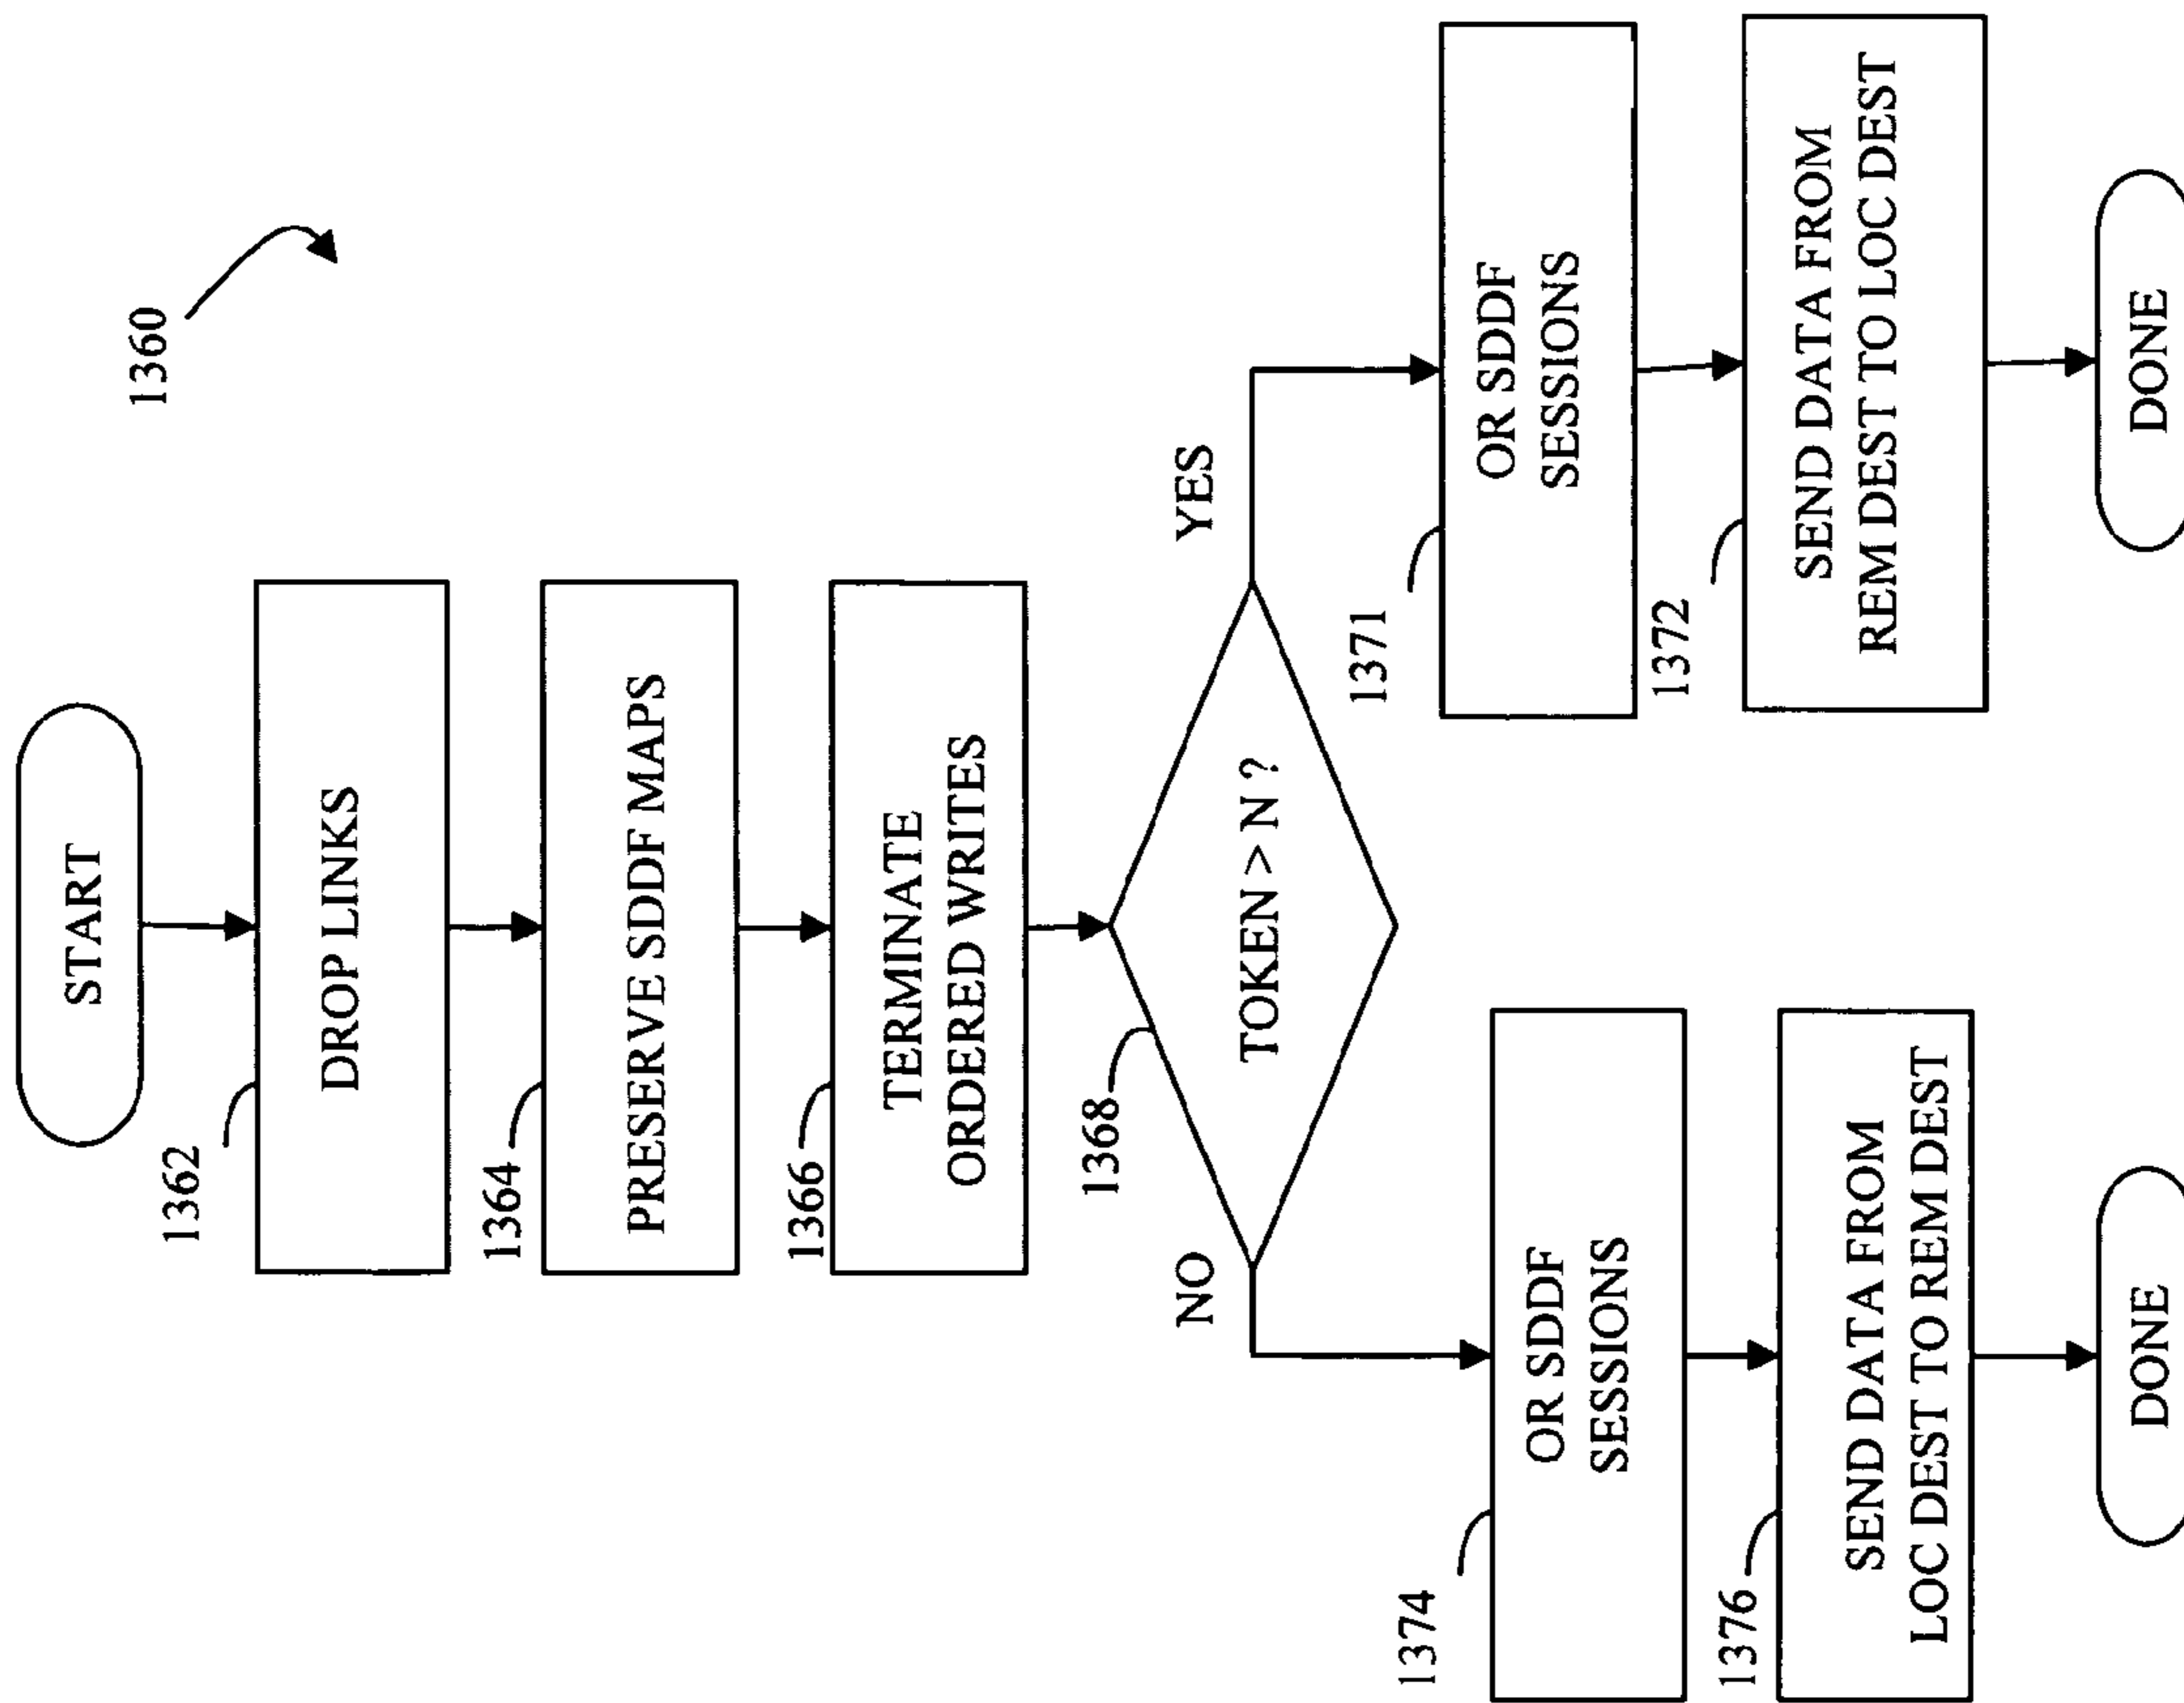 1360
START
1362
DROP LINKS
1364
PRESERVE SDDF MAPS
1366
TERMINATE
ORDERED WRITES
1368
TOKEN > N ?
NO
YES
1374
OR SDDF
SESSIONS
1376
SEND DATA FROM
LOC DEST TO REM DEST
DONE
1371
OR SDDF
SESSIONS
1372
SEND DATA FROM
REM DEST TO LOC DEST
DONE